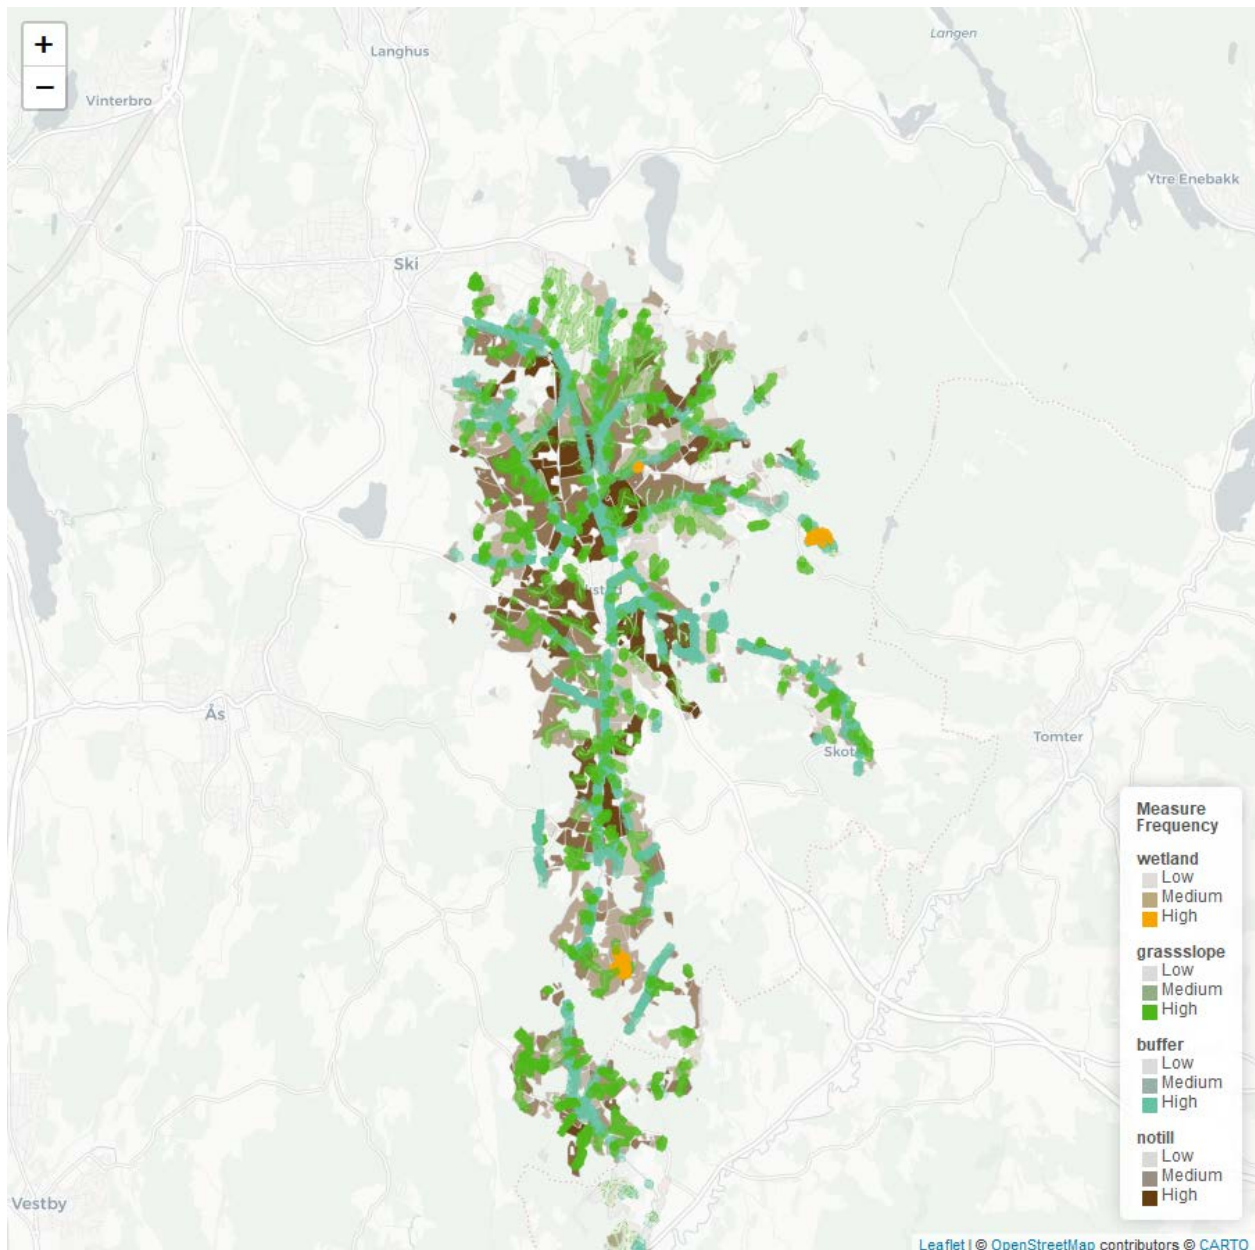 +
−
Langhus
Langen
Vinterbro
Ytre Enebakk
Ski
Ås
Tomter
Vestby
Measure
Frequency
wetland
Low
Medium
High
grassslope
Low
Medium
High
buffer
Low
Medium
High
notill
Low
Medium
High
Leaflet | © OpenStreetMap contributors © CARTO